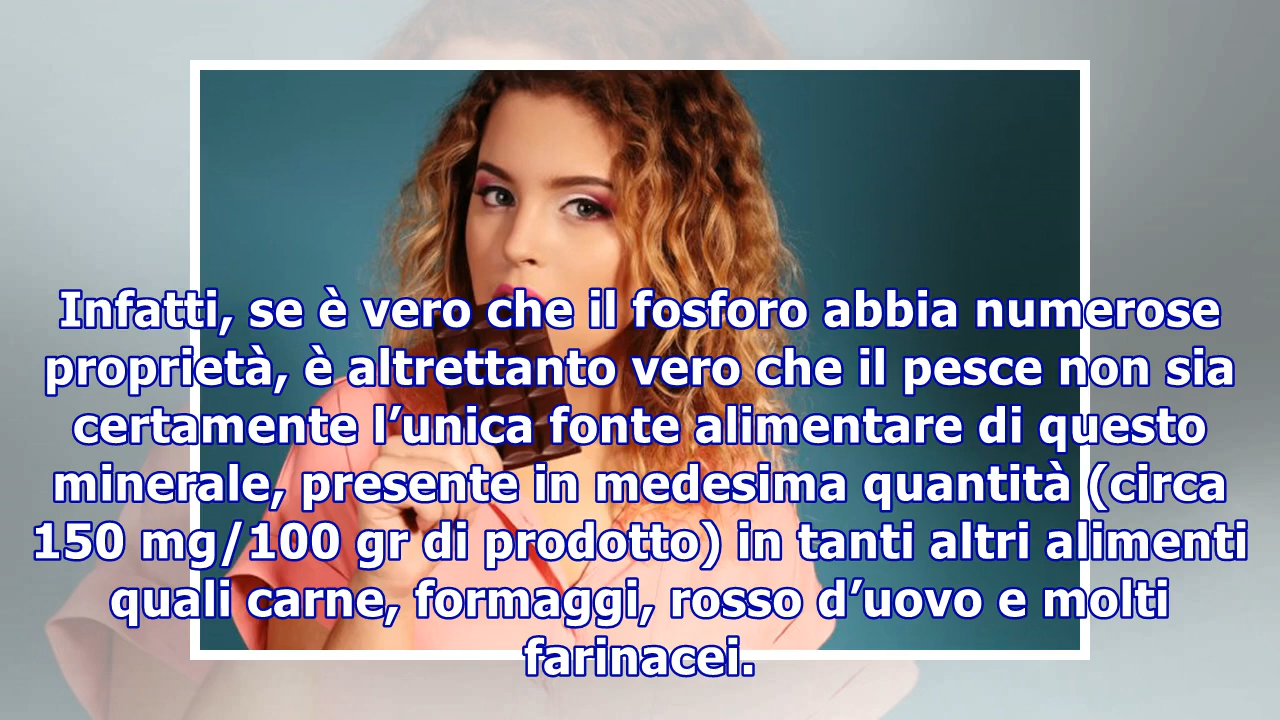 Infatti, se è vero che il fosforo abbia numerose
proprietà, è altrettanto vero che il pesce non sia
certamente l’unica fonte alimentare di questo
minerale, presente in medesima quantità (circa
150 mg/100 gr di prodotto) in tanti altri alimenti
quali carne, formaggi, rosso d’uovo e molti
farinacei.